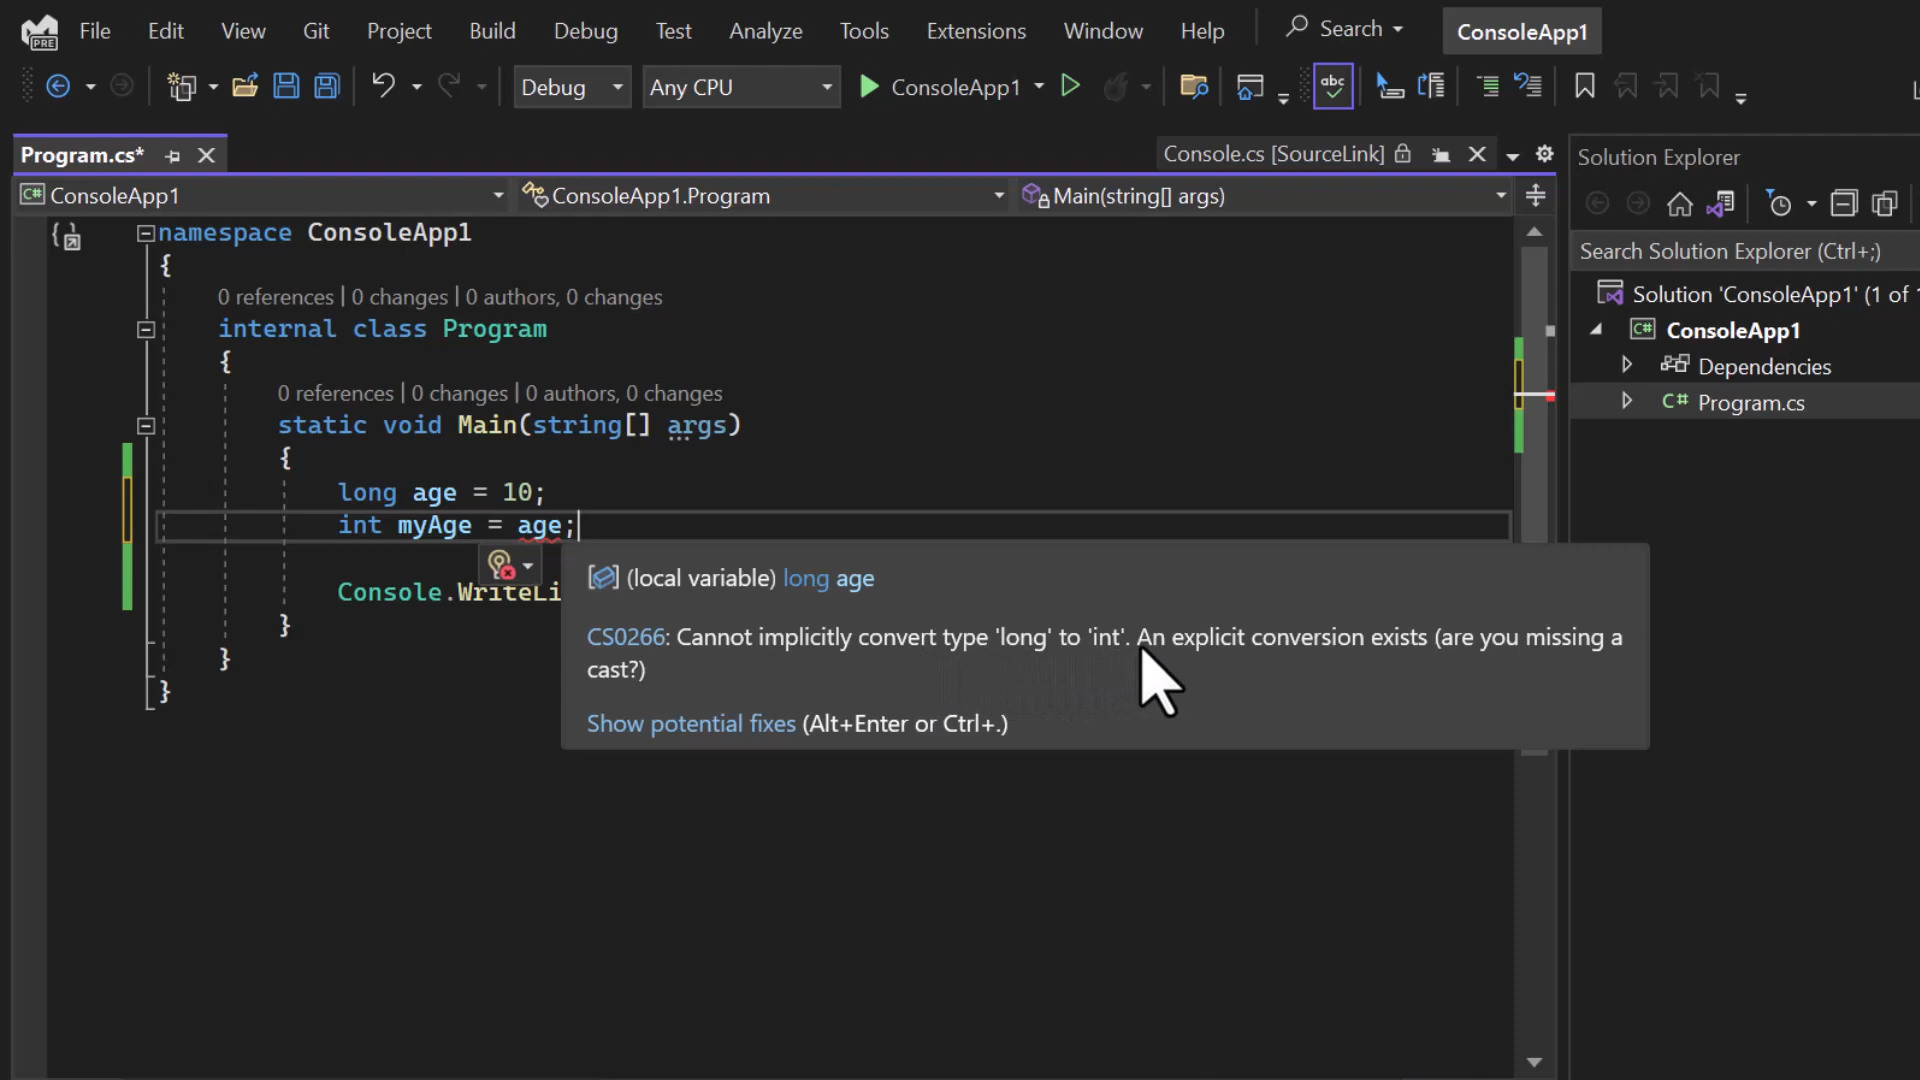 PRE
File Edit View Git Project Build Debug Test Analyze Tools Extensions Window Help Search ConsoleApp1
Debug Any CPU ConsoleApp1 abc
Program.cs* Console.cs [SourceLink]
Solution Explorer
C# ConsoleApp1 ConsoleApp1.Program Main(string[] args)
Search Solution Explorer (Ctrl+;)
Solution 'ConsoleApp1' (1 of 1
C# ConsoleApp1
Dependencies
C# Program.cs
namespace ConsoleApp1
{
0 references | 0 changes | 0 authors, 0 changes
internal class Program
{
0 references | 0 changes | 0 authors, 0 changes
static void Main(string[] args)
{
long age = 10;
int myAge = age;
Console.WriteLi
}
}
}
(local variable) long age
CS0266: Cannot implicitly convert type 'long' to 'int'. An explicit conversion exists (are you missing a
cast?)
Show potential fixes (Alt+Enter or Ctrl+.)